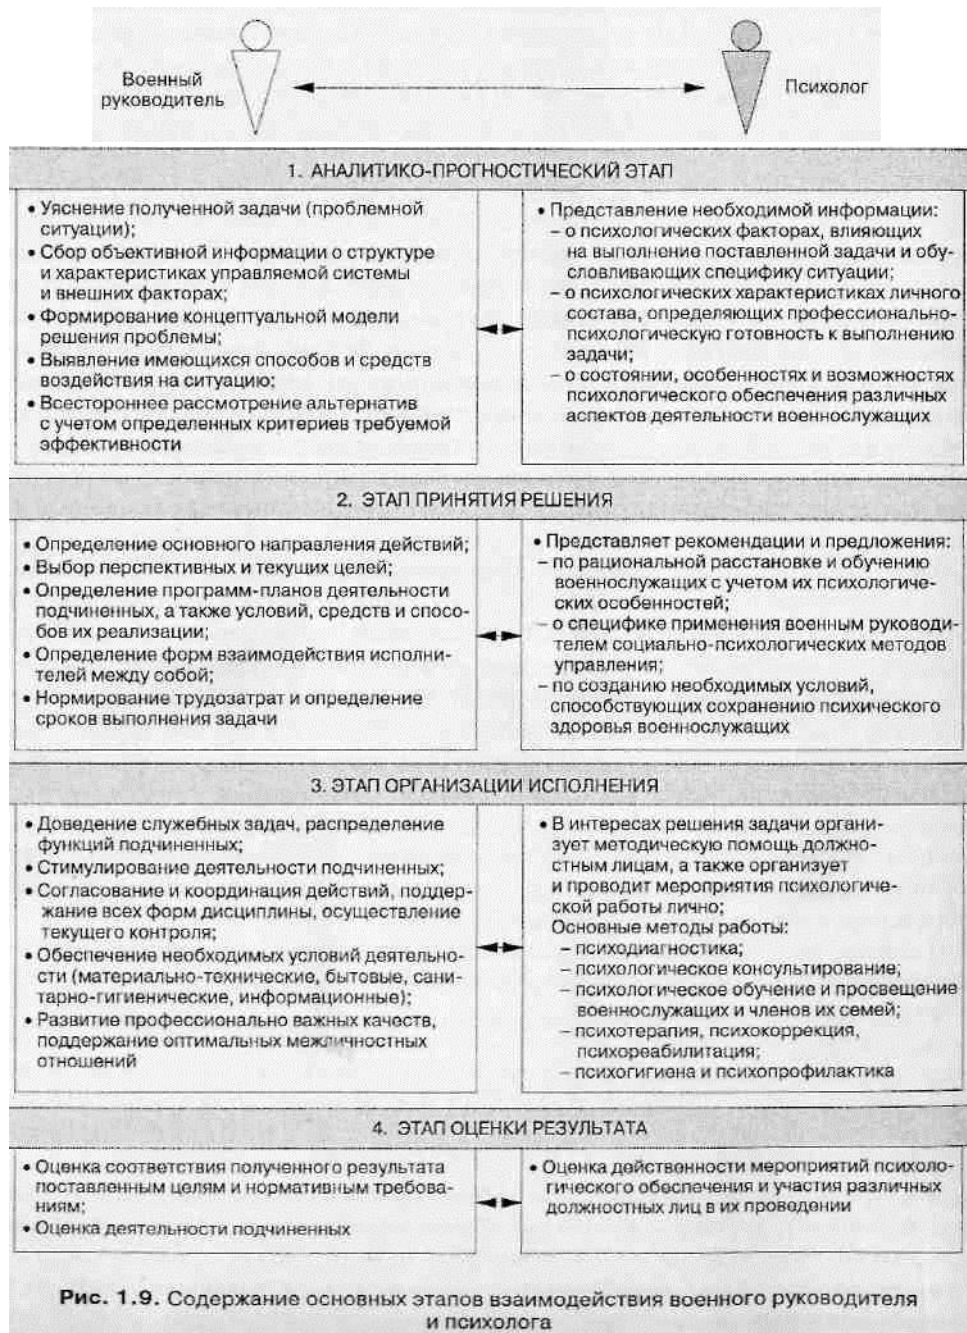 Военный
руководитель
Психолог
1. АНАЛИТИКО-ПРОГНОСТИЧЕСКИЙ ЭТАП
• Уяснение полученной задачи (проблемной
ситуации);
• Сбор объективной информации о структуре
и характеристиках управляемой системы
и внешних факторах;
• Формирование концептуальной модели
решения проблемы;
• Выявление имеющихся способов и средств
воздействия на ситуацию;
• Всестороннее рассмотрение альтернатив
с учетом определенных критериев требуемой
эффективности
• Представление необходимой информации:
– о психологических факторах, влияющих
на выполнение поставленной задачи и обу-
словливающих специфику ситуации;
– о психологических характеристиках личного
состава, определяющих профессионально-
психологическую готовность к выполнению
задачи;
– о состоянии, особенностях и возможностях
психологического обеспечения различных
аспектов деятельности военнослужащих
2. ЭТАП ПРИНЯТИЯ РЕШЕНИЯ
• Определение основного направления действий;
• Выбор перспективных и текущих целей;
• Определение программ-планов деятельности
подчиненных, а также условий, средств и спосо-
бов их реализации;
• Определение форм взаимодействия исполни-
телей между собой;
• Нормирование трудозатрат и определение
сроков выполнения задачи
• Представляет рекомендации и предложения:
– по рациональной расстановке и обучению
военнослужащих с учетом их психологиче-
ских особенностей;
– о специфике применения военным руководи-
телем социально-психологических методов
управления;
– по созданию необходимых условий,
способствующих сохранению психического
здоровья военнослужащих
3. ЭТАП ОРГАНИЗАЦИИ ИСПОЛНЕНИЯ
• Доведение служебных задач, распределение
функций подчиненных;
• Стимулирование деятельности подчиненных;
• Согласование и координация действий, поддер-
жание всех форм дисциплины, осуществление
текущего контроля;
• Обеспечение необходимых условий деятельно-
сти (материально-технические, бытовые, сани-
тарно-гигиенические, информационные);
• Развитие профессионально важных качеств,
поддержание оптимальных межличностных
отношений
• В интересах решения задачи органи-
зует методическую помощь должно-
стным лицам, а также организует
и проводит мероприятия психологиче-
ской работы лично;
Основные методы работы:
– психодиагностика;
– психологическое консультирование;
– психологическое обучение и просвещение
военнослужащих и членов их семей;
– психотерапия, психокоррекция,
психореабилитация;
– психогигиена и психопрофилактика
4. ЭТАП ОЦЕНКИ РЕЗУЛЬТАТА
• Оценка соответствия полученного результата
поставленным целям и нормативным требова-
ниям;
• Оценка деятельности подчиненных
• Оценка действенности мероприятий психоло-
гического обеспечения и участия различных
должностных лиц в их проведении
Рис. 1.9. Содержание основных этапов взаимодействия военного руководителя
и психолога